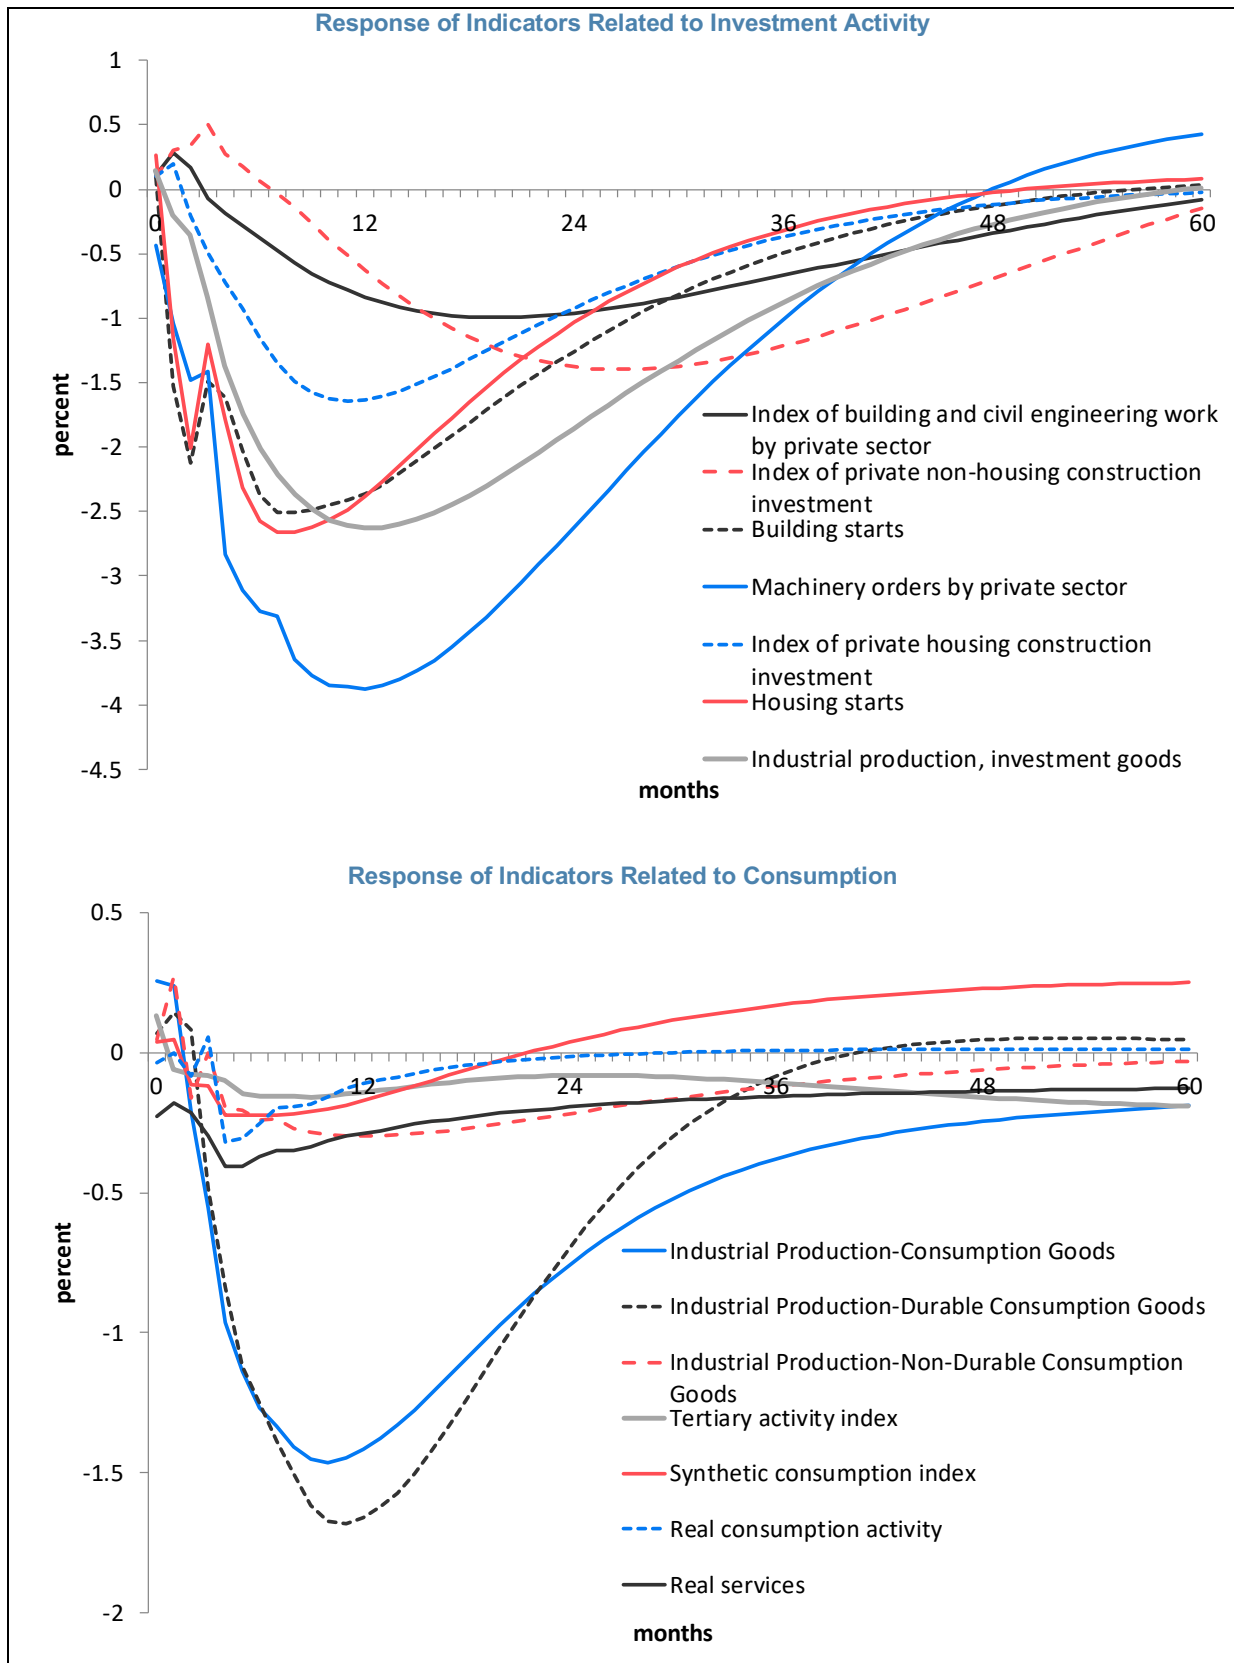 Response of Indicators Related to Investment Activity
1
0.5
0
-0.5
-1
-1.5
-2
-2.5
-3
-3.5
-4
-4.5
percent
0 12 24 36 48 60
Index of building and civil engineering work
by private sector
Index of private non-housing construction
investment
Building starts
Machinery orders by private sector
Index of private housing construction
investment
Housing starts
Industrial production, investment goods
months
Response of Indicators Related to Consumption
0.5
0
-0.5
-1
-1.5
-2
percent
0 12 24 36 48 60
Industrial Production-Consumption Goods
Industrial Production-Durable Consumption Goods
Industrial Production-Non-Durable Consumption
Goods
Tertiary activity index
Synthetic consumption index
Real consumption activity
Real services
months